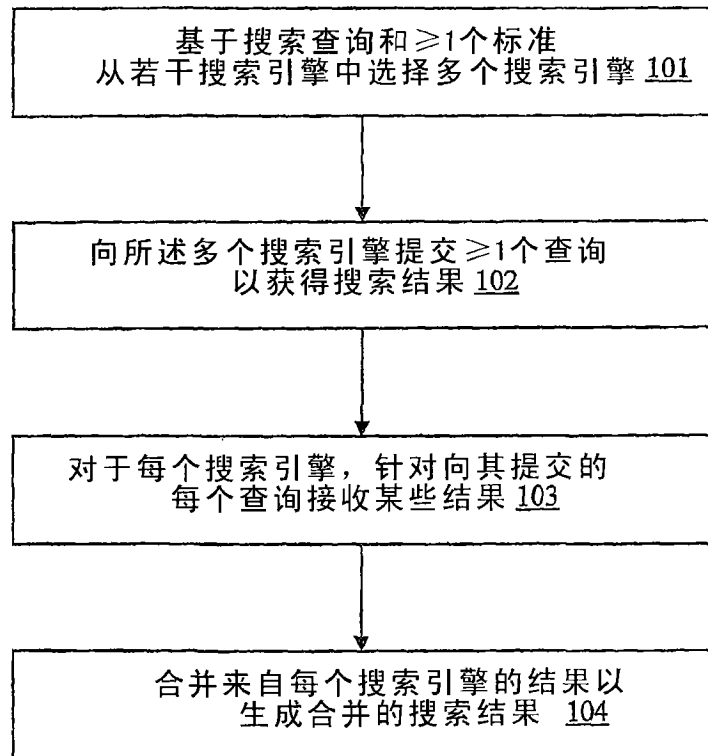 基于搜索查询和≥1个标准
从若干搜索引擎中选择多个搜索引擎 101
向所述多个搜索引擎提交≥1个查询
以获得搜索结果 102
对于每个搜索引擎，针对向其提交的
每个查询接收某些结果 103
合并来自每个搜索引擎的结果以
生成合并的搜索结果 104